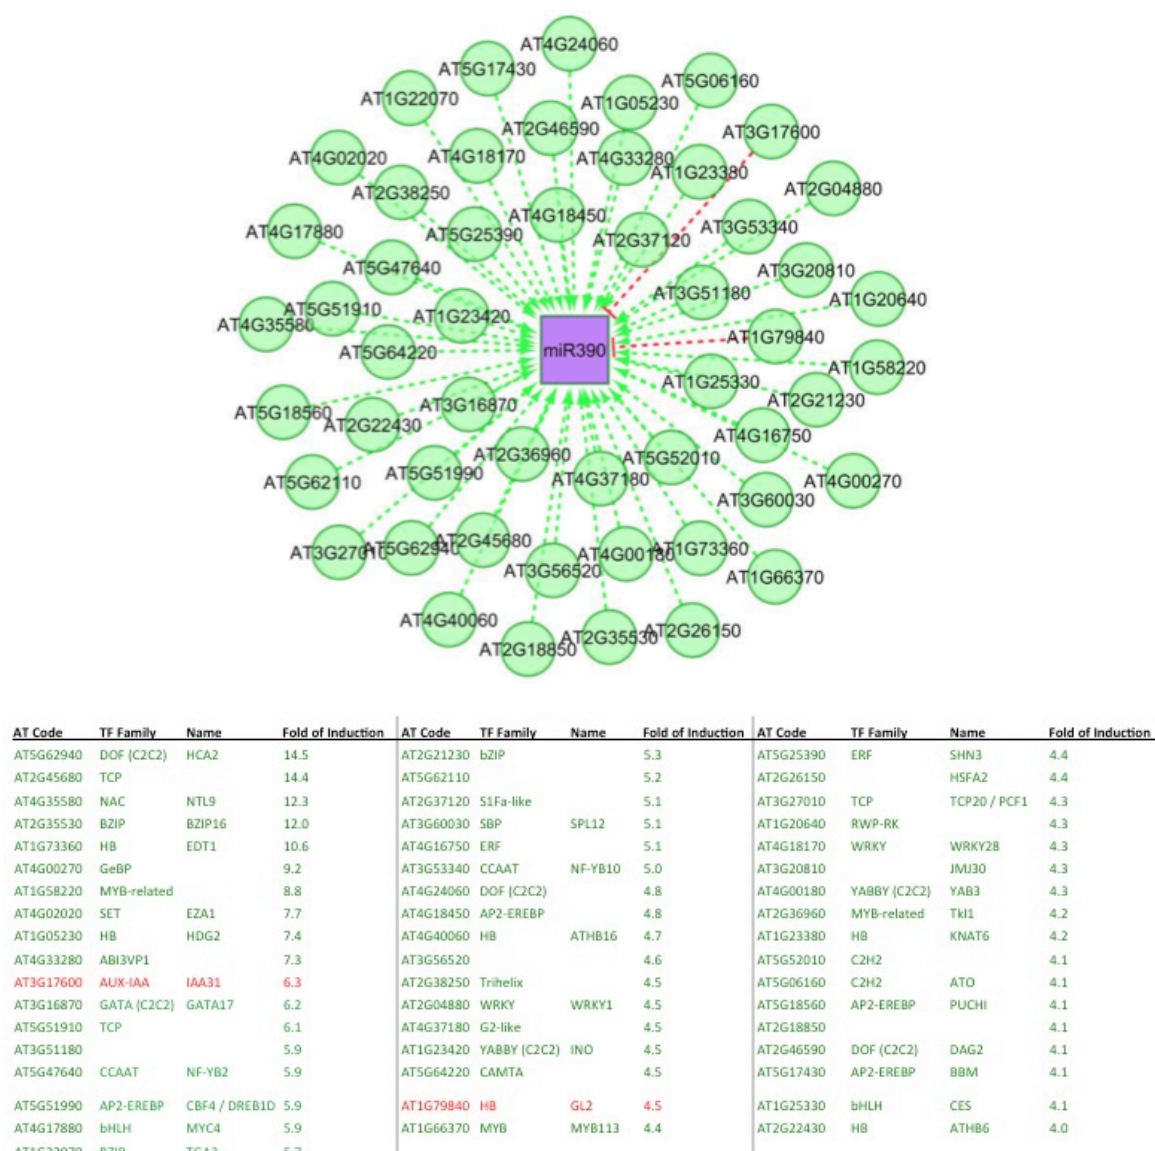 AT4G24060
AT5G17430
AT5G06160
AT1G22070
AT1G05230
AT2G46590
AT3G17600
AT4G02020
AT4G18170
AT4G33280
AT1G23380
AT2G38250
AT2G04880
AT4G18450
AT4G17880
AT5G25390
AT2G37120
AT3G53340
AT5G47640
AT3G20810
AT3G51180
AT5G51910
AT1G20640
AT4G35580
AT1G23420
AT1G79840
AT5G64220
miR390
AT1G58220
AT1G25330
AT5G18560
AT3G16870
AT2G21230
AT2G22430
AT4G16750
AT2G36960
AT5G52010
AT5G62110
AT5G51990
AT4G37180
AT4G00270
AT3G60030
AT3G27010
AT5G62940
AT2G45680
AT4G00180
AT1G73360
AT3G56520
AT1G66370
AT4G40060
AT2G18850
AT2G35530
AT2G26150
AT Code TF Family Name Fold of Induction AT Code TF Family Name Fold of Induction AT Code TF Family Name Fold of Induction
AT5G62940 DOF (C2C2) HCA2 14.5 AT2G21230 bZIP 5.3 AT5G25390 ERF SHN3 4.4
AT2G45680 TCP 14.4 AT5G62110 5.2 AT2G26150 HSFA2 4.4
AT4G35580 NAC NTL9 12.3 AT2G37120 S1Fa-like 5.1 AT3G27010 TCP TCP20 / PCF1 4.3
AT2G35530 BZIP BZIP16 12.0 AT3G60030 SBP SPL12 5.1 AT1G20640 RWP-RK 4.3
AT1G73360 HB EDT1 10.6 AT4G16750 ERF 5.1 AT4G18170 WRKY WRKY28 4.3
AT4G00270 GeBP 9.2 AT3G53340 CCAAT NF-YB10 5.0 AT3G20810 JMJ30 4.3
AT1G58220 MYB-related 8.8 AT4G24060 DOF (C2C2) 4.8 AT4G00180 YABBY (C2C2) YAB3 4.3
AT4G02020 SET EZA1 7.7 AT4G18450 AP2-EREBP 4.8 AT2G36960 MYB-related Tkl1 4.2
AT1G05230 HB HDG2 7.4 AT4G40060 HB ATHB16 4.7 AT1G23380 HB KNAT6 4.2
AT4G33280 ABI3VP1 7.3 AT3G56520 4.6 AT5G52010 C2H2 4.1
AT3G17600 AUX-IAA IAA31 6.3 AT2G38250 Trihelix 4.5 AT5G06160 C2H2 ATO 4.1
AT3G16870 GATA (C2C2) GATA17 6.2 AT2G04880 WRKY WRKY1 4.5 AT5G18560 AP2-EREBP PUCHI 4.1
AT5G51910 TCP 6.1 AT4G37180 G2-like 4.5 AT2G18850 4.1
AT3G51180 5.9 AT1G23420 YABBY (C2C2) INO 4.5 AT2G46590 DOF (C2C2) DAG2 4.1
AT5G47640 CCAAT NF-YB2 5.9 AT5G64220 CAMTA 4.5 AT5G17430 AP2-EREBP BBM 4.1
AT5G51990 AP2-EREBP CBF4 / DREB1D 5.9 AT1G79840 HB GL2 4.5 AT1G25330 bHLH CES 4.1
AT4G17880 bHLH MYC4 5.9 AT1G66370 MYB MYB113 4.4 AT2G22430 HB ATHB6 4.0